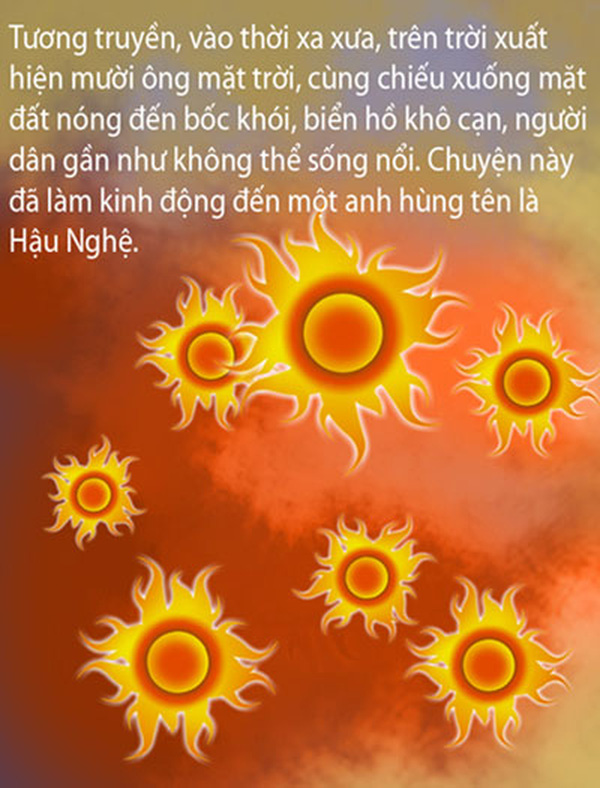 Tương truyền, vào thời xa xưa, trên trời xuất
hiện mười ông mặt trời, cùng chiếu xuống mặt
đất nóng đến bốc khói, biển hồ khô cạn, người
dân gần như không thể sống nổi. Chuyện này
đã làm kinh động đến một anh hùng tên là
Hậu Nghệ.